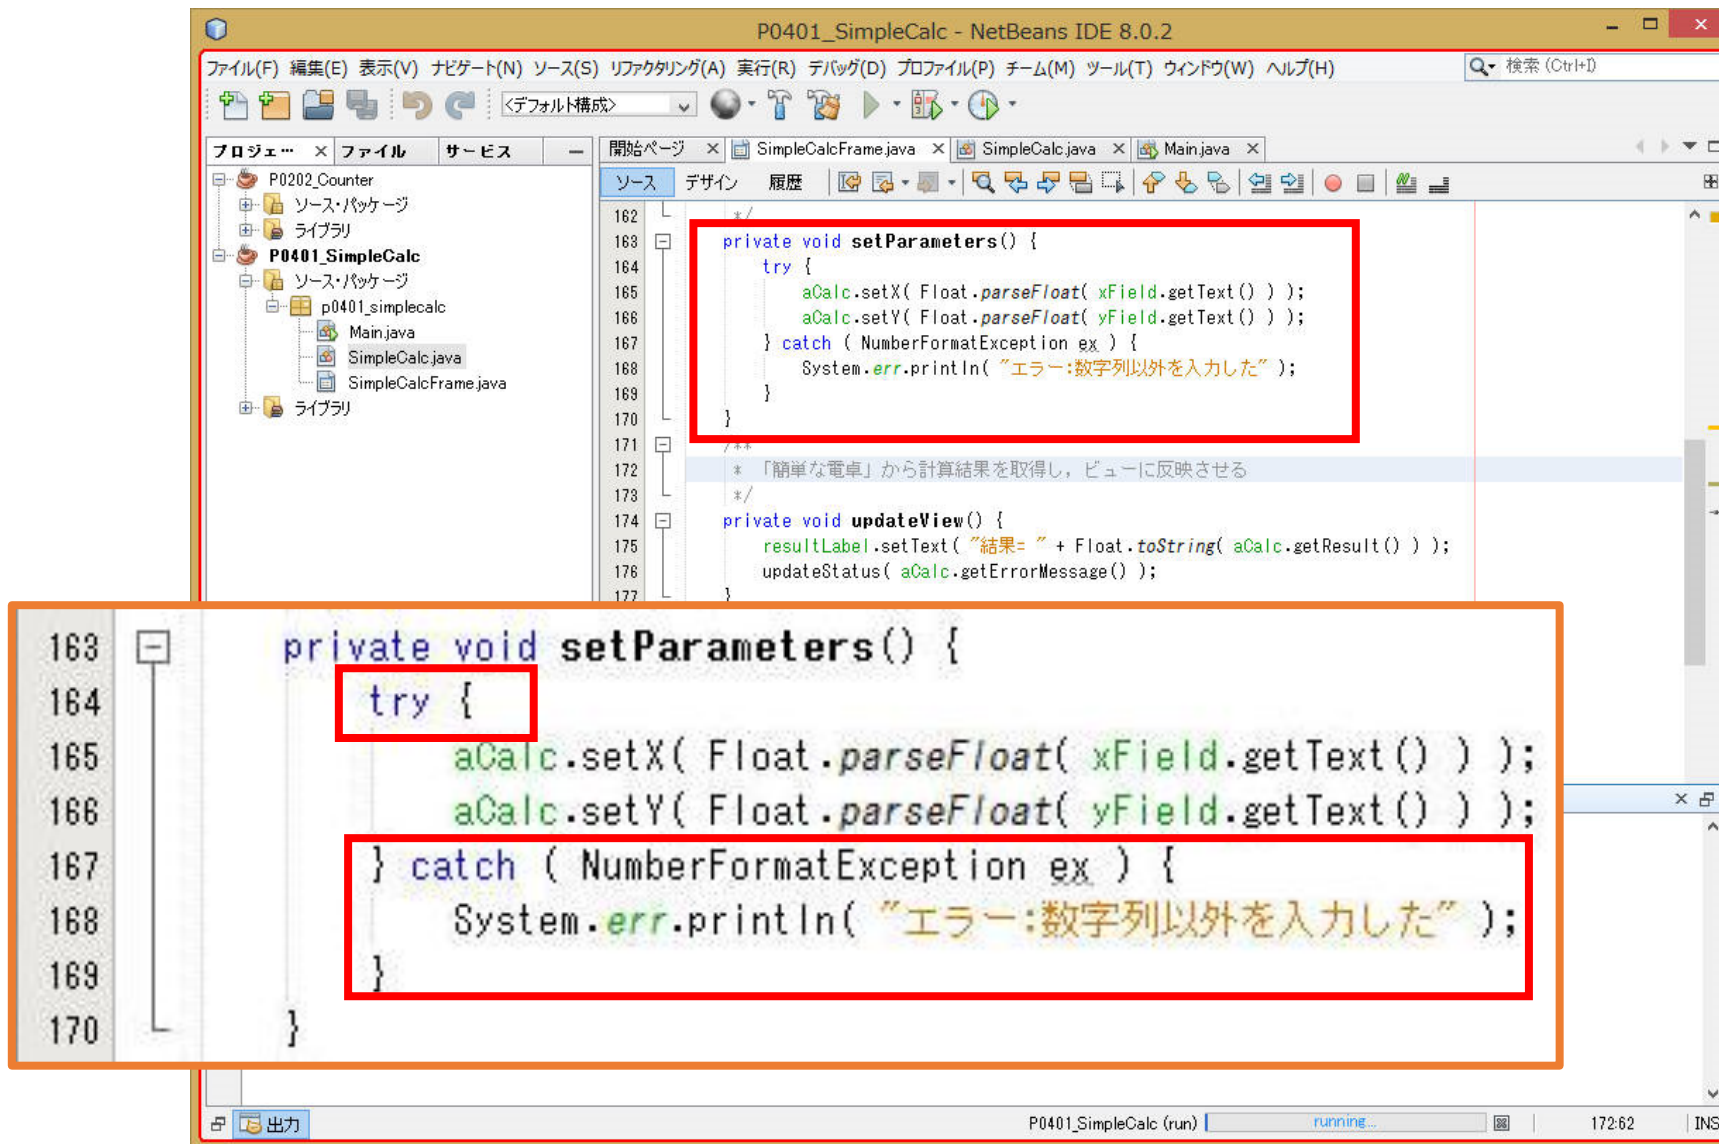 P0401_SimpleCalc - NetBeans IDE 8.0.2
ファイル(F) 編集(E) 表示(V) ナビゲート(N) ソース(S) リファクタリング(A) 実行(R) デバッグ(D) プロファイル(P) チーム(M) ツール(T) ウィンドウ(W) ヘルプ(H)
検索 (Ctrl+I)
<デフォルト構成>
プロジェ… × ファイル サービス
開始ページ × SimpleCalcFrame.java × SimpleCalc.java × Main.java ×
ソース デザイン 履歴
P0202_Counter
ソース・パッケージ
ライブラリ
P0401_SimpleCalc
ソース・パッケージ
p0401_simplecalc
Main.java
SimpleCalc.java
SimpleCalcFrame.java
ライブラリ
162 */
163 private void setParameters() {
164 try {
165 aCalc.setX( Float.parseFloat( xField.getText() ) );
166 aCalc.setY( Float.parseFloat( yField.getText() ) );
167 } catch ( NumberFormatException ex ) {
168 System.err.println( "エラー:数字列以外を入力した" );
169 }
170 }
171 /**
172 * 「簡単な電卓」から計算結果を取得し，ビューに反映させる
173 */
174 private void updateView() {
175 resultLabel.setText( "結果= " + Float.toString( aCalc.getResult() ) );
176 updateStatus( aCalc.getErrorMessage() );
177 }
163 private void setParameters() {
164 try {
165 aCalc.setX( Float.parseFloat( xField.getText() ) );
166 aCalc.setY( Float.parseFloat( yField.getText() ) );
167 } catch ( NumberFormatException ex ) {
168 System.err.println( "エラー:数字列以外を入力した" );
169 }
170 }
出力
P0401_SimpleCalc (run) running... 172:62 INS